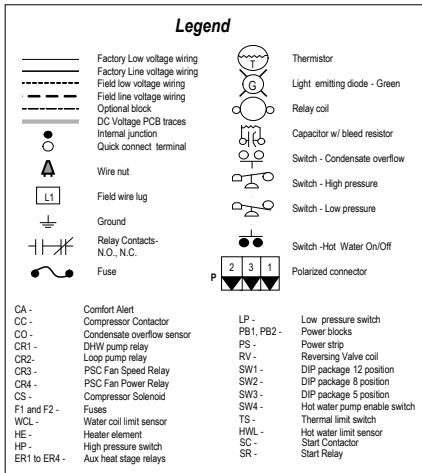 Legend
Factory Low voltage wiring
Factory Line voltage wiring
Field low voltage wiring
Field line voltage wiring
Optional block
DC Voltage PCB traces
Internal junction
Quick connect terminal
Wire nut
L1
Field wire lug
Ground
Relay Contacts-
N.O., N.C.
Fuse
T
Thermistor
G
Light emitting diode - Green
Relay coil
Capacitor w/ bleed resistor
Switch - Condensate overflow
Switch - High pressure
Switch - Low pressure
Switch -Hot Water On/Off
P 2 3 1
Polarized connector
CA - Comfort Alert
CC - Compressor Contactor
CO - Condensate overflow sensor
CR1 - DHW pump relay
CR2- Loop pump relay
CR3 - PSC Fan Speed Relay
CR4 - PSC Fan Power Relay
CS - Compressor Solenoid
F1 and F2 - Fuses
WCL - Water coil limit sensor
HE - Heater element
HP - High pressure switch
ER1 to ER4 - Aux heat stage relays
LP - Low pressure switch
PB1, PB2 - Power blocks
PS - Power strip
RV - Reversing Valve coil
SW1 - DIP package 12 position
SW2 - DIP package 8 position
SW3 - DIP package 5 position
SW4 - Hot water pump enable switch
TS - Thermal limit switch
HWL - Hot water limit sensor
SC - Start Contactor
SR - Start Relay